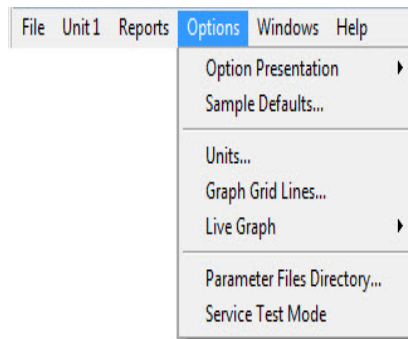 File Unit 1 Reports Options Windows Help
Option Presentation
Sample Defaults...
Units...
Graph Grid Lines...
Live Graph
Parameter Files Directory...
Service Test Mode